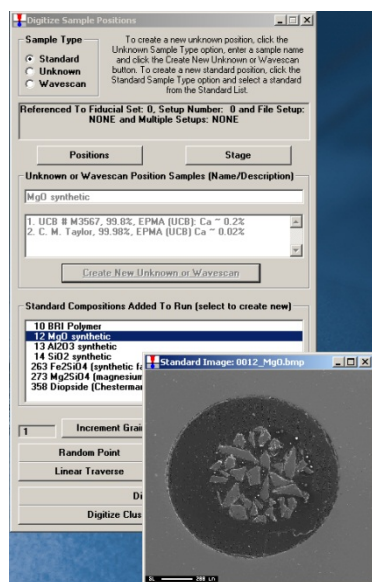 Digitize Sample Positions
Sample Type
Standard
Unknown
Wavescan
To create a new unknown position, click the
Unknown Sample Type option, enter a sample name
and click the Create New Unknown or Wavescan
button. To create a new standard position, click the
Standard Sample Type option and select a standard
from the Standard List.
Referenced To Fiducial Set: 0, Setup Number: 0 and File Setup:
NONE and Multiple Setups: NONE
Positions
Stage
Unknown or Wavescan Position Samples (Name/Description)
MgO synthetic
1. UCB # M3567, 99.8%, EPMA (UCB): Ca ~ 0.2%
2. C. M. Taylor, 99.98%, EPMA (UCB) Ca ~ 0.02%
Create New Unknown or Wavescan
Standard Compositions Added To Run (select to create new)
10 BRI Polymer
12 MgO synthetic
13 Al2O3 synthetic
14 SiO2 synthetic
263 Fe2SiO4 (synthetic fa
273 Mg2SiO4 (magnesium
358 Diopside (Chesterman
Standard Image: 0012_MgO.bmp
1
Increment Grai
Random Point
Linear Traverse
Di
Digitize Clus